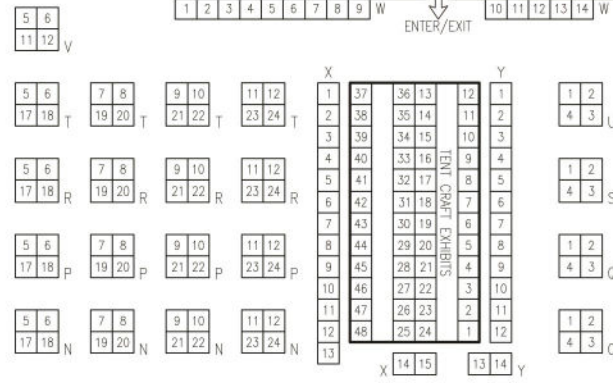 1 2 3 4 5 6 7 8 9 W
10 11 12 13 14 W
ENTER/EXIT
5 6
11 12 V
X
Y
5 6
17 18 T
7 8
19 20 T
9 10
21 22 T
11 12
23 24 T
1 2
4 3 U
5 6
17 18 R
7 8
19 20 R
9 10
21 22 R
11 12
23 24 R
1 2
4 3 S
5 6
17 18 P
7 8
19 20 P
9 10
21 22 P
11 12
23 24 P
1 2
4 3
5 6
17 18 N
7 8
19 20 N
9 10
21 22 N
11 12
23 24 N
1 2
4 3
1 37 36 13 12 1
2 38 35 14 11 2
3 39 34 15 10 3
4 40 33 16 9 4
5 41 32 17 8 5
6 42 31 18 7 6
7 43 30 19 6 7
8 44 29 20 5 8
9 45 28 21 4 9
10 46 27 22 3 10
11 47 26 23 2 11
12 48 25 24 1 12
13
TENT CRAFT EXHIBITS
X 14 15
13 14 Y